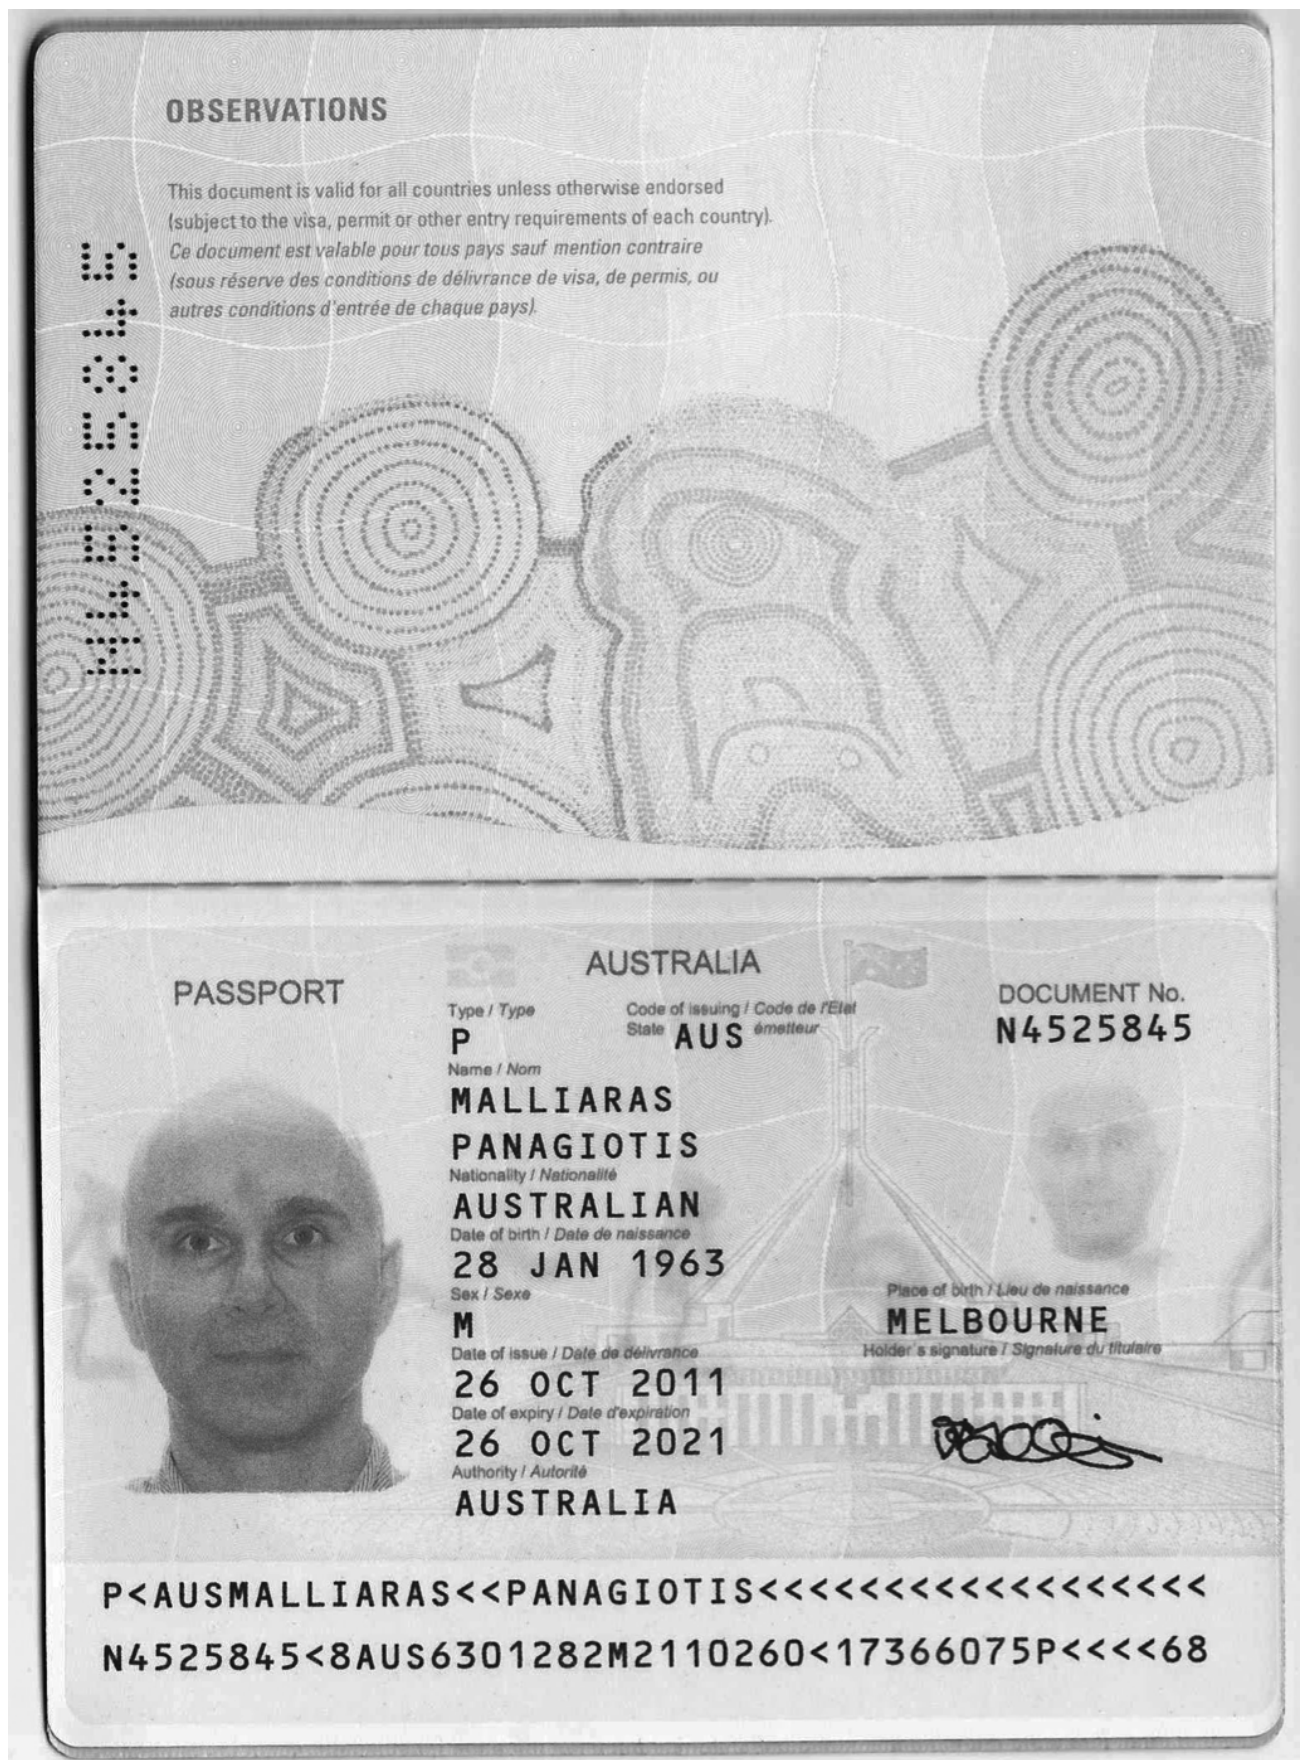 OBSERVATIONS
This document is valid for all countries unless otherwise endorsed
(subject to the visa, permit or other entry requirements of each country).
Ce document est valable pour tous pays sauf mention contraire
(sous réserve des conditions de délivrance de visa, de permis, ou
autres conditions d'entrée de chaque pays).
N4525845
PASSPORT
AUSTRALIA
Type / Type
Code of issuing / Code de l'Etat
State AUS émetteur
DOCUMENT No.
P
N4525845
Name / Nom
MALLIARAS
PANAGIOTIS
Nationality / Nationalité
AUSTRALIAN
Date of birth / Date de naissance
28 JAN 1963
Sex / Sexe
Place of birth / Lieu de naissance
M
MELBOURNE
Date of issue / Date de délivrance
Holder's signature / Signature du titulaire
26 OCT 2011
Date of expiry / Date d'expiration
26 OCT 2021
Authority / Autorité
AUSTRALIA
P<AUSMALLIARAS<<PANAGIOTIS<<<<<<<<<<<<<<<<<<
N4525845<8AUS6301282M2110260<17366075P<<<<68